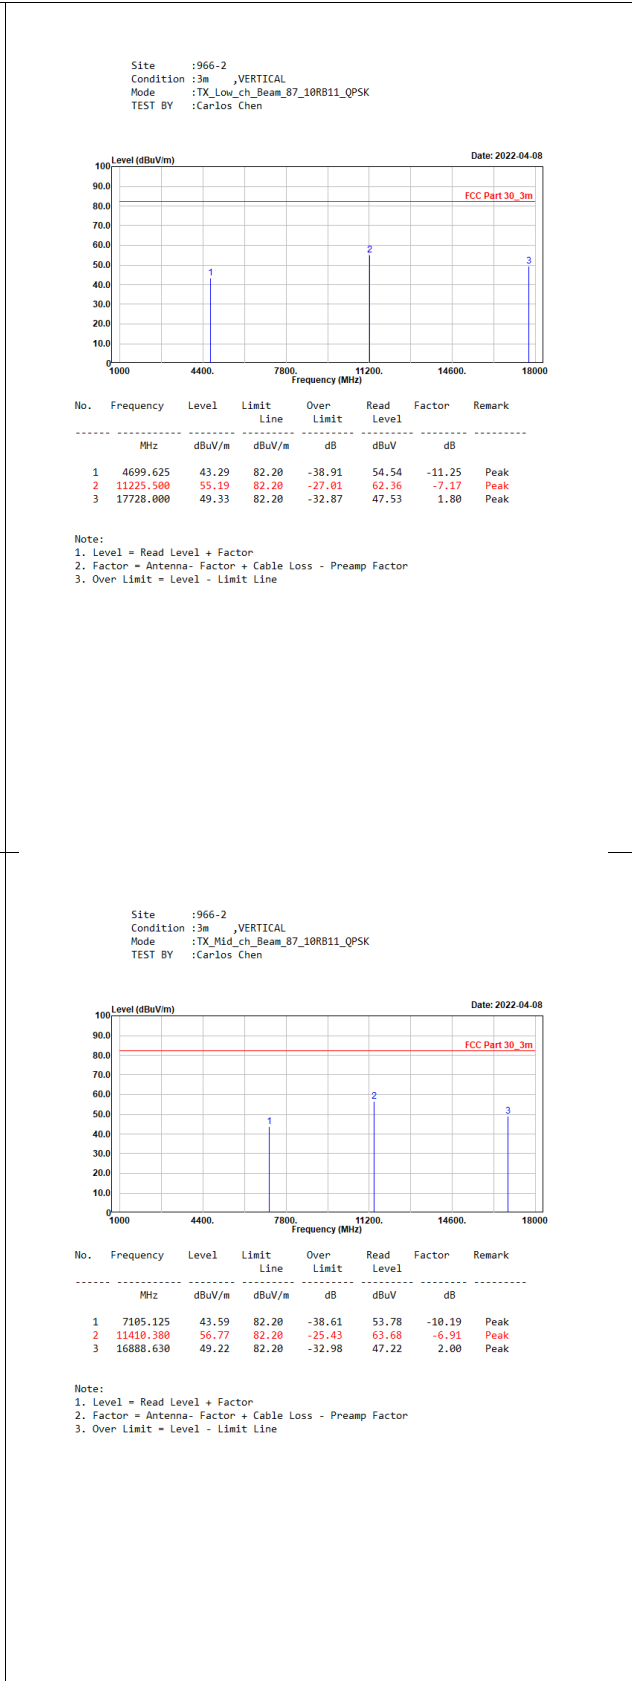 Site      :966-2
Condition :3m    ,VERTICAL
Mode      :TX_Low_ch_Beam_87_10RB11_QPSK
TEST BY   :Carlos Chen
Level (dBuV/m) Date: 2022-04-08
100
90.0
FCC Part 30_3m
80.0
70.0
60.0
2
50.0
3
1
40.0
30.0
20.0
10.0
0
1000 4400. 7800. 11200. 14600. 18000
Frequency (MHz)
No. Frequency Level Limit Over Read Factor Remark
Line Limit Level
------ ----------- -------- --------- --------- --------- -------- ---------
MHz dBuV/m dBuV/m dB dBuV dB
1 4699.625 43.29 82.20 -38.91 54.54 -11.25 Peak
2 11225.500 55.19 82.20 -27.01 62.36 -7.17 Peak
3 17728.000 49.33 82.20 -32.87 47.53 1.80 Peak
Note:
1. Level = Read Level + Factor
2. Factor = Antenna- Factor + Cable Loss - Preamp Factor
3. Over Limit = Level - Limit Line
Site      :966-2
Condition :3m    ,VERTICAL
Mode      :TX_Mid_ch_Beam_87_10RB11_QPSK
TEST BY   :Carlos Chen
Level (dBuV/m) Date: 2022-04-08
100
90.0
FCC Part 30_3m
80.0
70.0
60.0
2
50.0
3
1
40.0
30.0
20.0
10.0
0
1000 4400. 7800. 11200. 14600. 18000
Frequency (MHz)
No. Frequency Level Limit Over Read Factor Remark
Line Limit Level
------ ----------- -------- --------- --------- --------- -------- ---------
MHz dBuV/m dBuV/m dB dBuV dB
1 7105.125 43.59 82.20 -38.61 53.78 -10.19 Peak
2 11410.380 56.77 82.20 -25.43 63.68 -6.91 Peak
3 16888.630 49.22 82.20 -32.98 47.22 2.00 Peak
Note:
1. Level = Read Level + Factor
2. Factor = Antenna- Factor + Cable Loss - Preamp Factor
3. Over Limit = Level - Limit Line